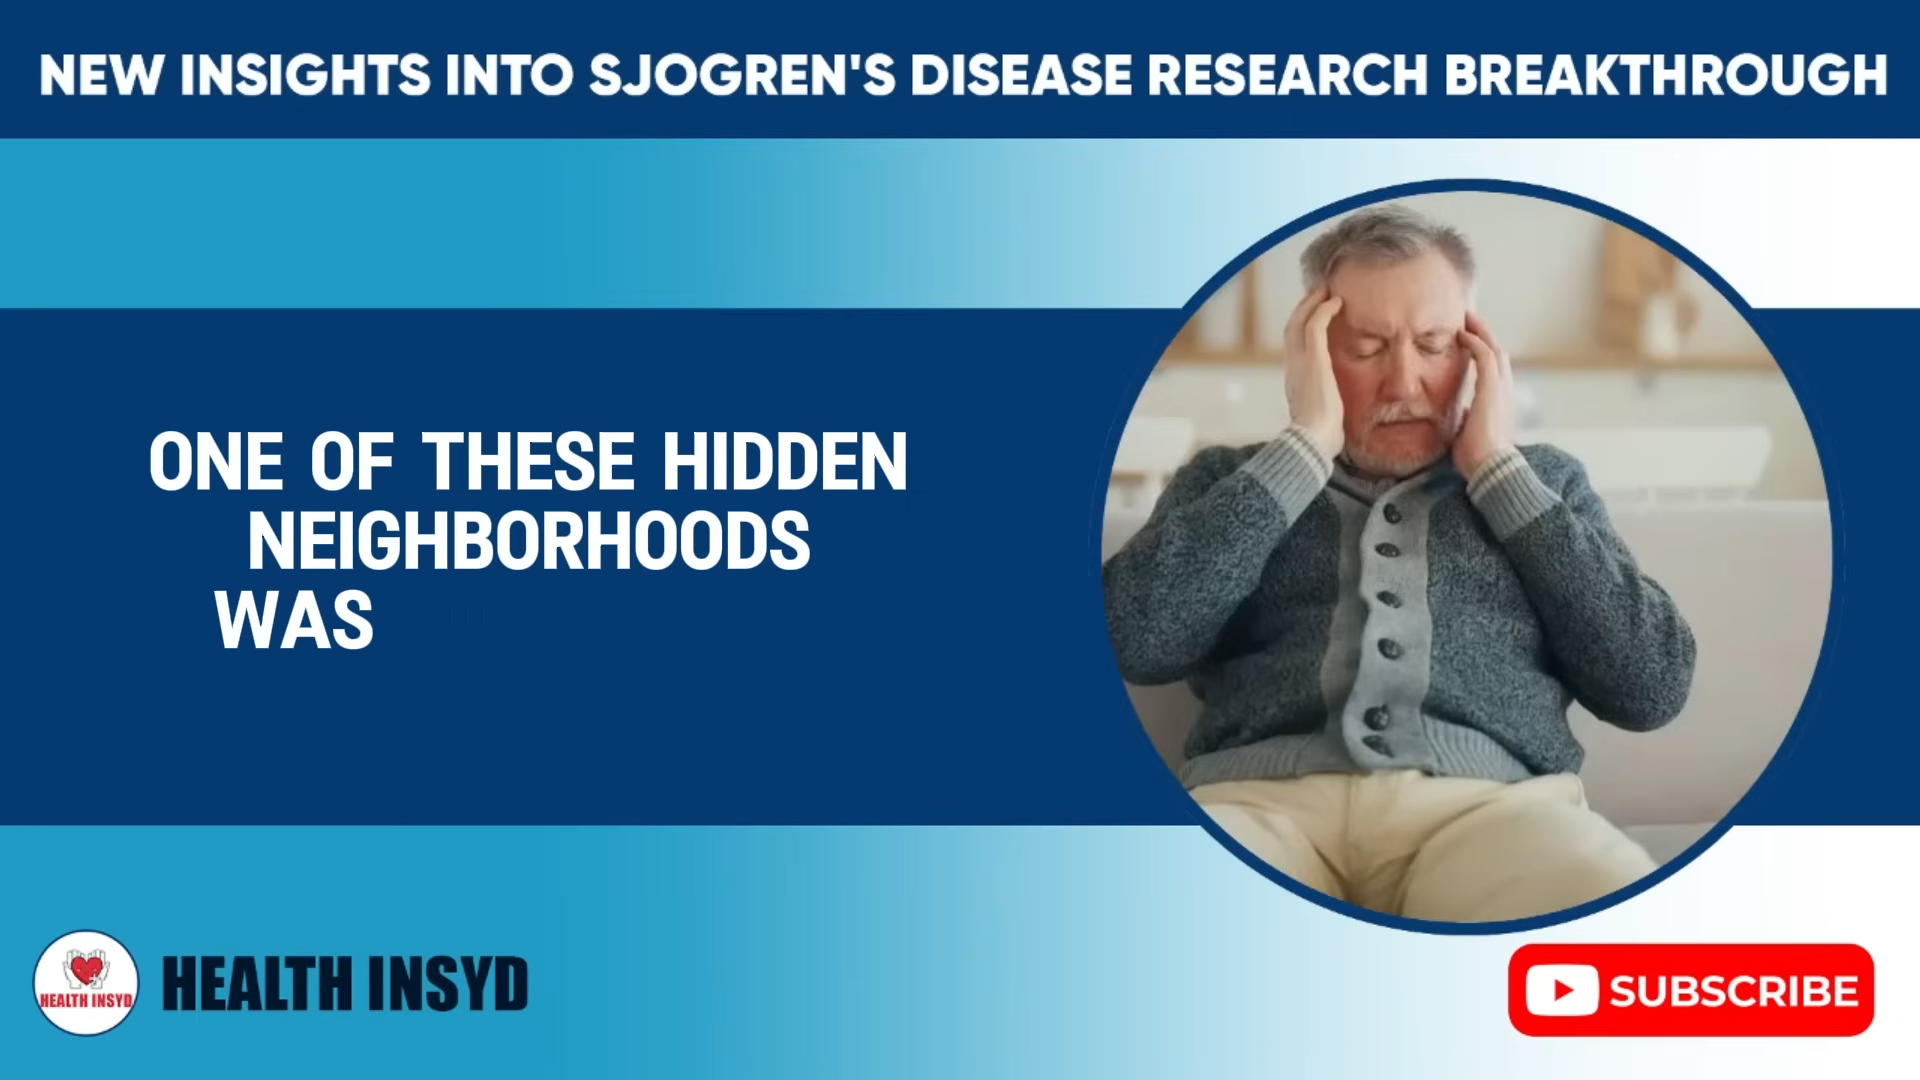 NEW INSIGHTS INTO SJOGREN'S DISEASE RESEARCH BREAKTHROUGH
ONE OF THESE HIDDEN
NEIGHBORHOODS
WAS
HEALTH INSYD
HEALTH INSYD
SUBSCRIBE